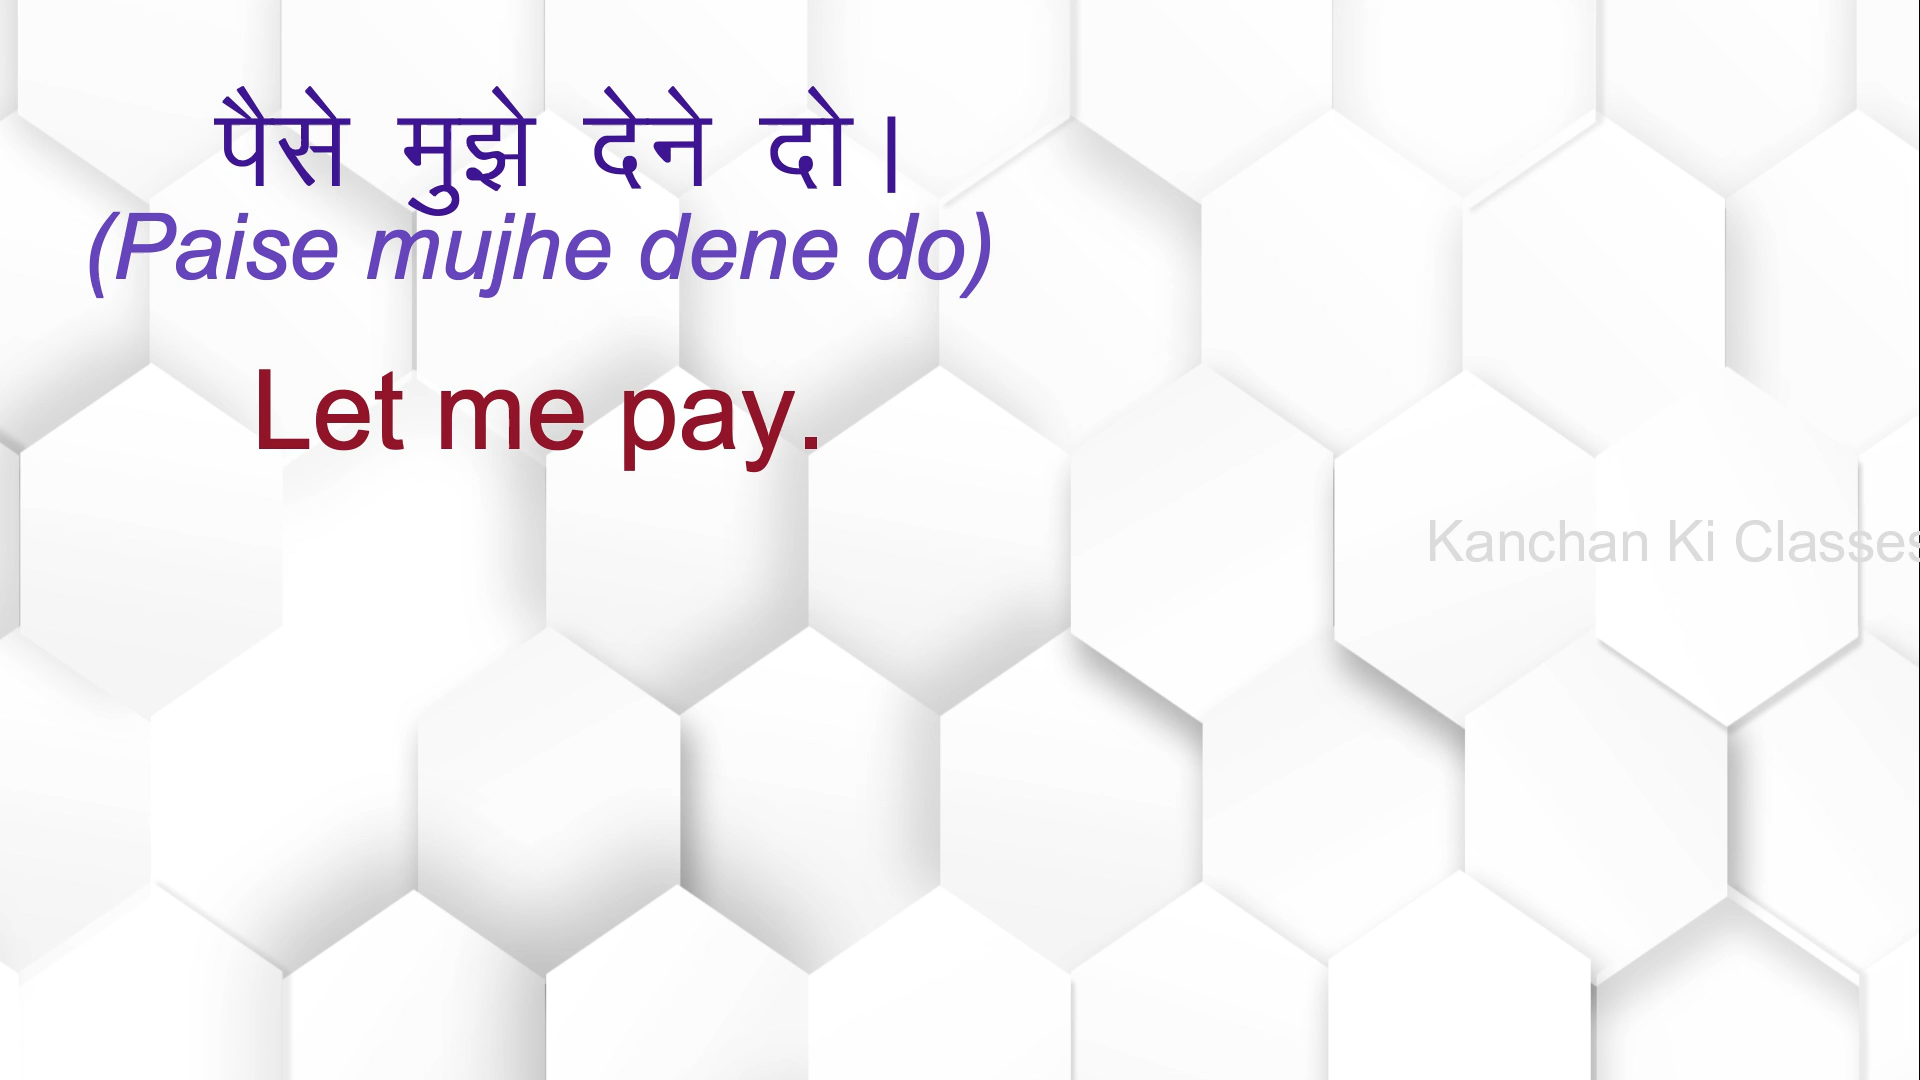 पैसे मुझे देने दो।
(Paise mujhe dene do)
Let me pay.
Kanchan Ki Classes